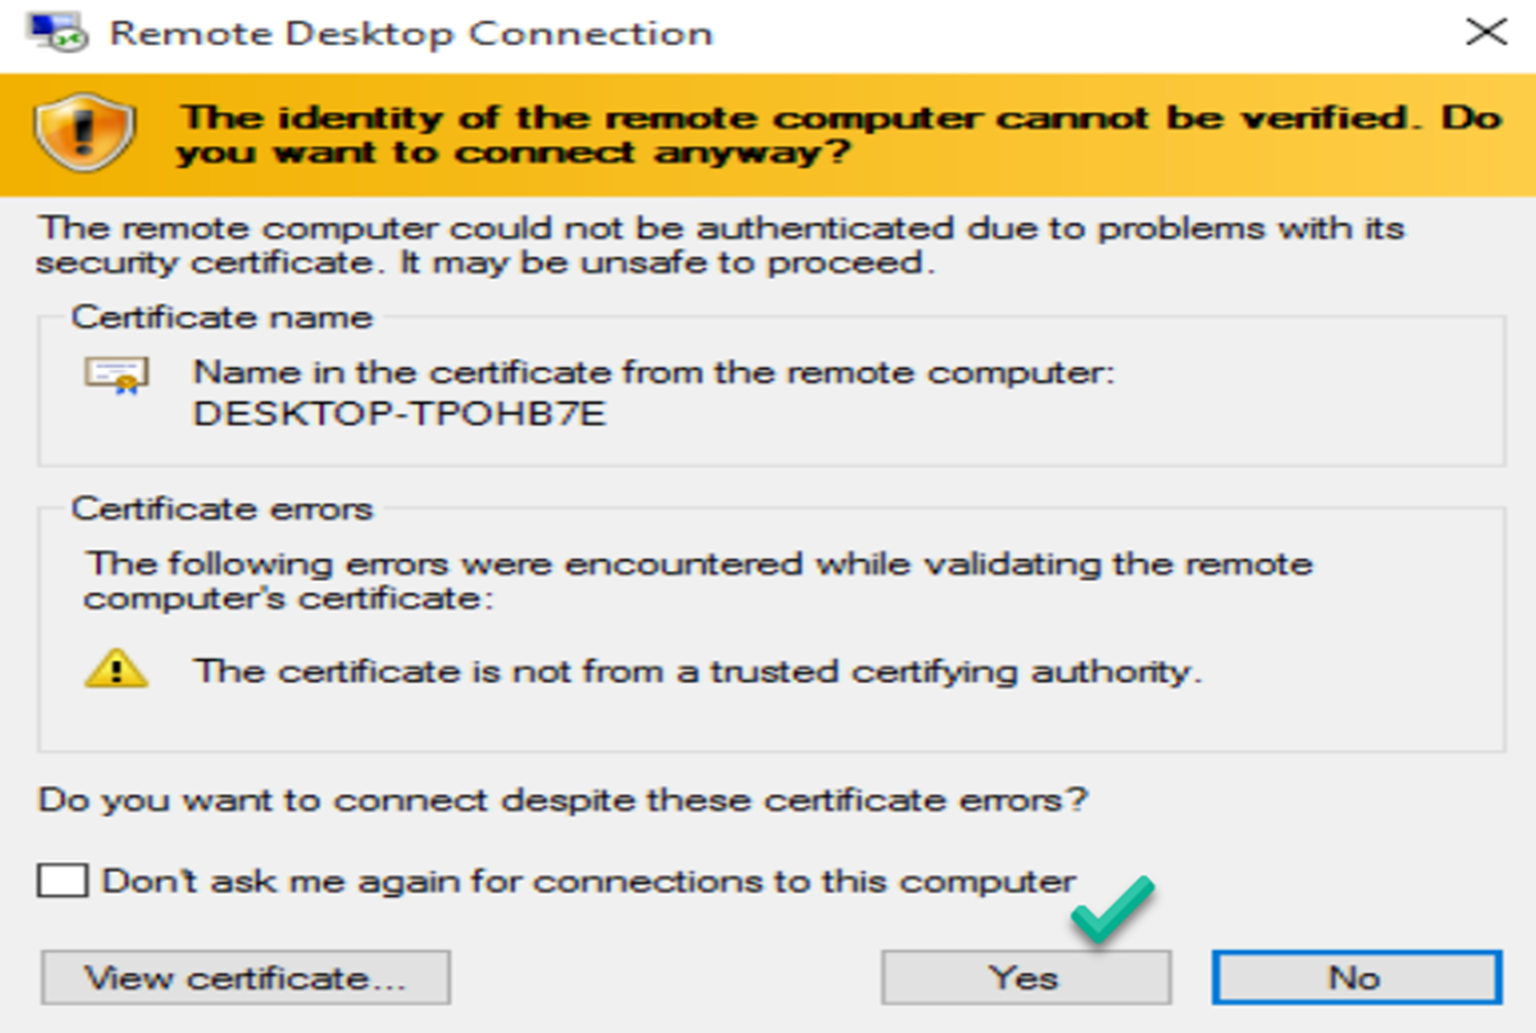 Remote Desktop Connection
The identity of the remote computer cannot be verified. Do
you want to connect anyway?
The remote computer could not be authenticated due to problems with its
security certificate. It may be unsafe to proceed.
Certificate name
Name in the certificate from the remote computer:
DESKTOP-TPOHB7E
Certificate errors
The following errors were encountered while validating the remote
computer's certificate:
The certificate is not from a trusted certifying authority.
Do you want to connect despite these certificate errors?
Don't ask me again for connections to this computer
View certificate... Yes No